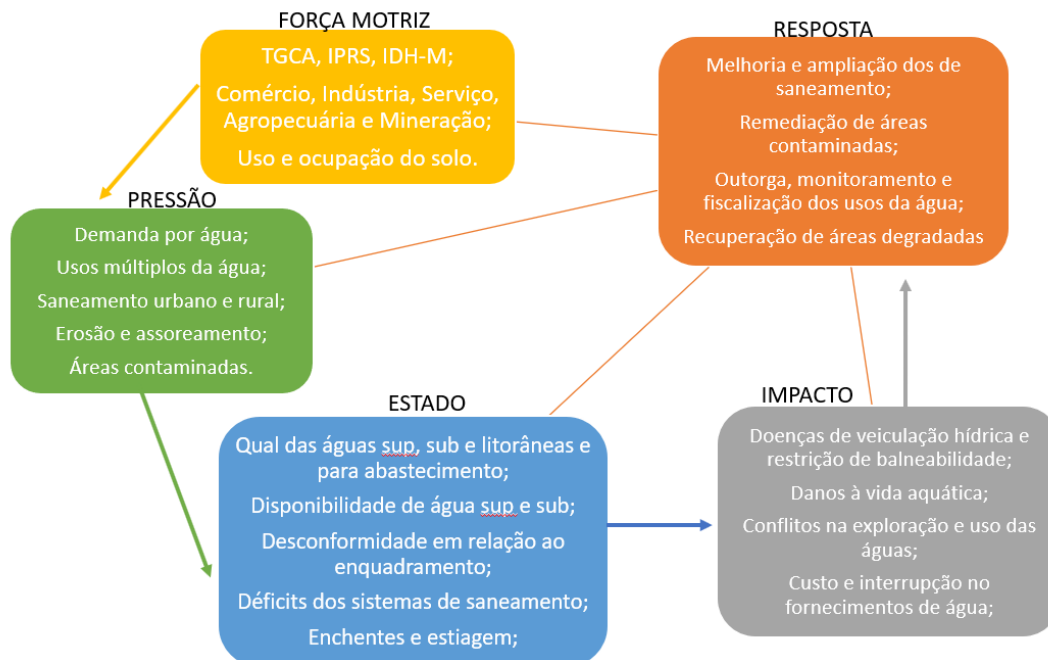 FORÇA MOTRIZ
TGCA, IPRS, IDH-M;
Comércio, Indústria, Serviço,
Agropecuária e Mineração;
Uso e ocupação do solo.
RESPOSTA
Melhoria e ampliação dos de
saneamento;
Remediação de áreas
contaminadas;
Outorga, monitoramento e
fiscalização dos usos da água;
Recuperação de áreas degradadas
PRESSÃO
Demanda por água;
Usos múltiplos da água;
Saneamento urbano e rural;
Erosão e assoreamento;
Áreas contaminadas.
ESTADO
Qual das águas sup, sub e litorâneas e
para abastecimento;
Disponibilidade de água sup e sub;
Desconformidade em relação ao
enquadramento;
Déficits dos sistemas de saneamento;
Enchentes e estiagem;
IMPACTO
Doenças de veiculação hídrica e
restrição de balneabilidade;
Danos à vida aquática;
Conflitos na exploração e uso das
águas;
Custo e interrupção no
fornecimentos de água;